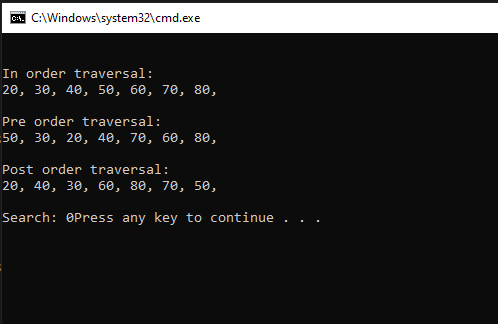 C:\Windows\system32\cmd.exe
In order traversal:
20, 30, 40, 50, 60, 70, 80,
Pre order traversal:
50, 30, 20, 40, 70, 60, 80,
Post order traversal:
20, 40, 30, 60, 80, 70, 50,
Search: 0Press any key to continue . . .